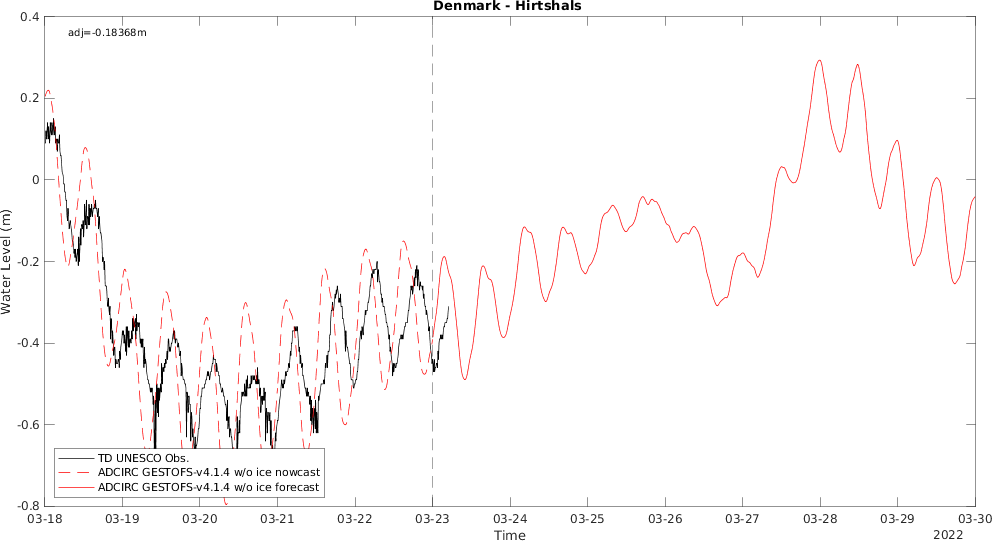 Denmark - Hirtshals
adj=-0.18368m
0.4
0.2
0
-0.2
-0.4
-0.6
-0.8
Water Level (m)
TD UNESCO Obs.
ADCIRC GESTOFS-v4.1.4 w/o ice nowcast
ADCIRC GESTOFS-v4.1.4 w/o ice forecast
03-18 03-19 03-20 03-21 03-22 03-23 03-24 03-25 03-26 03-27 03-28 03-29 03-30
Time
2022